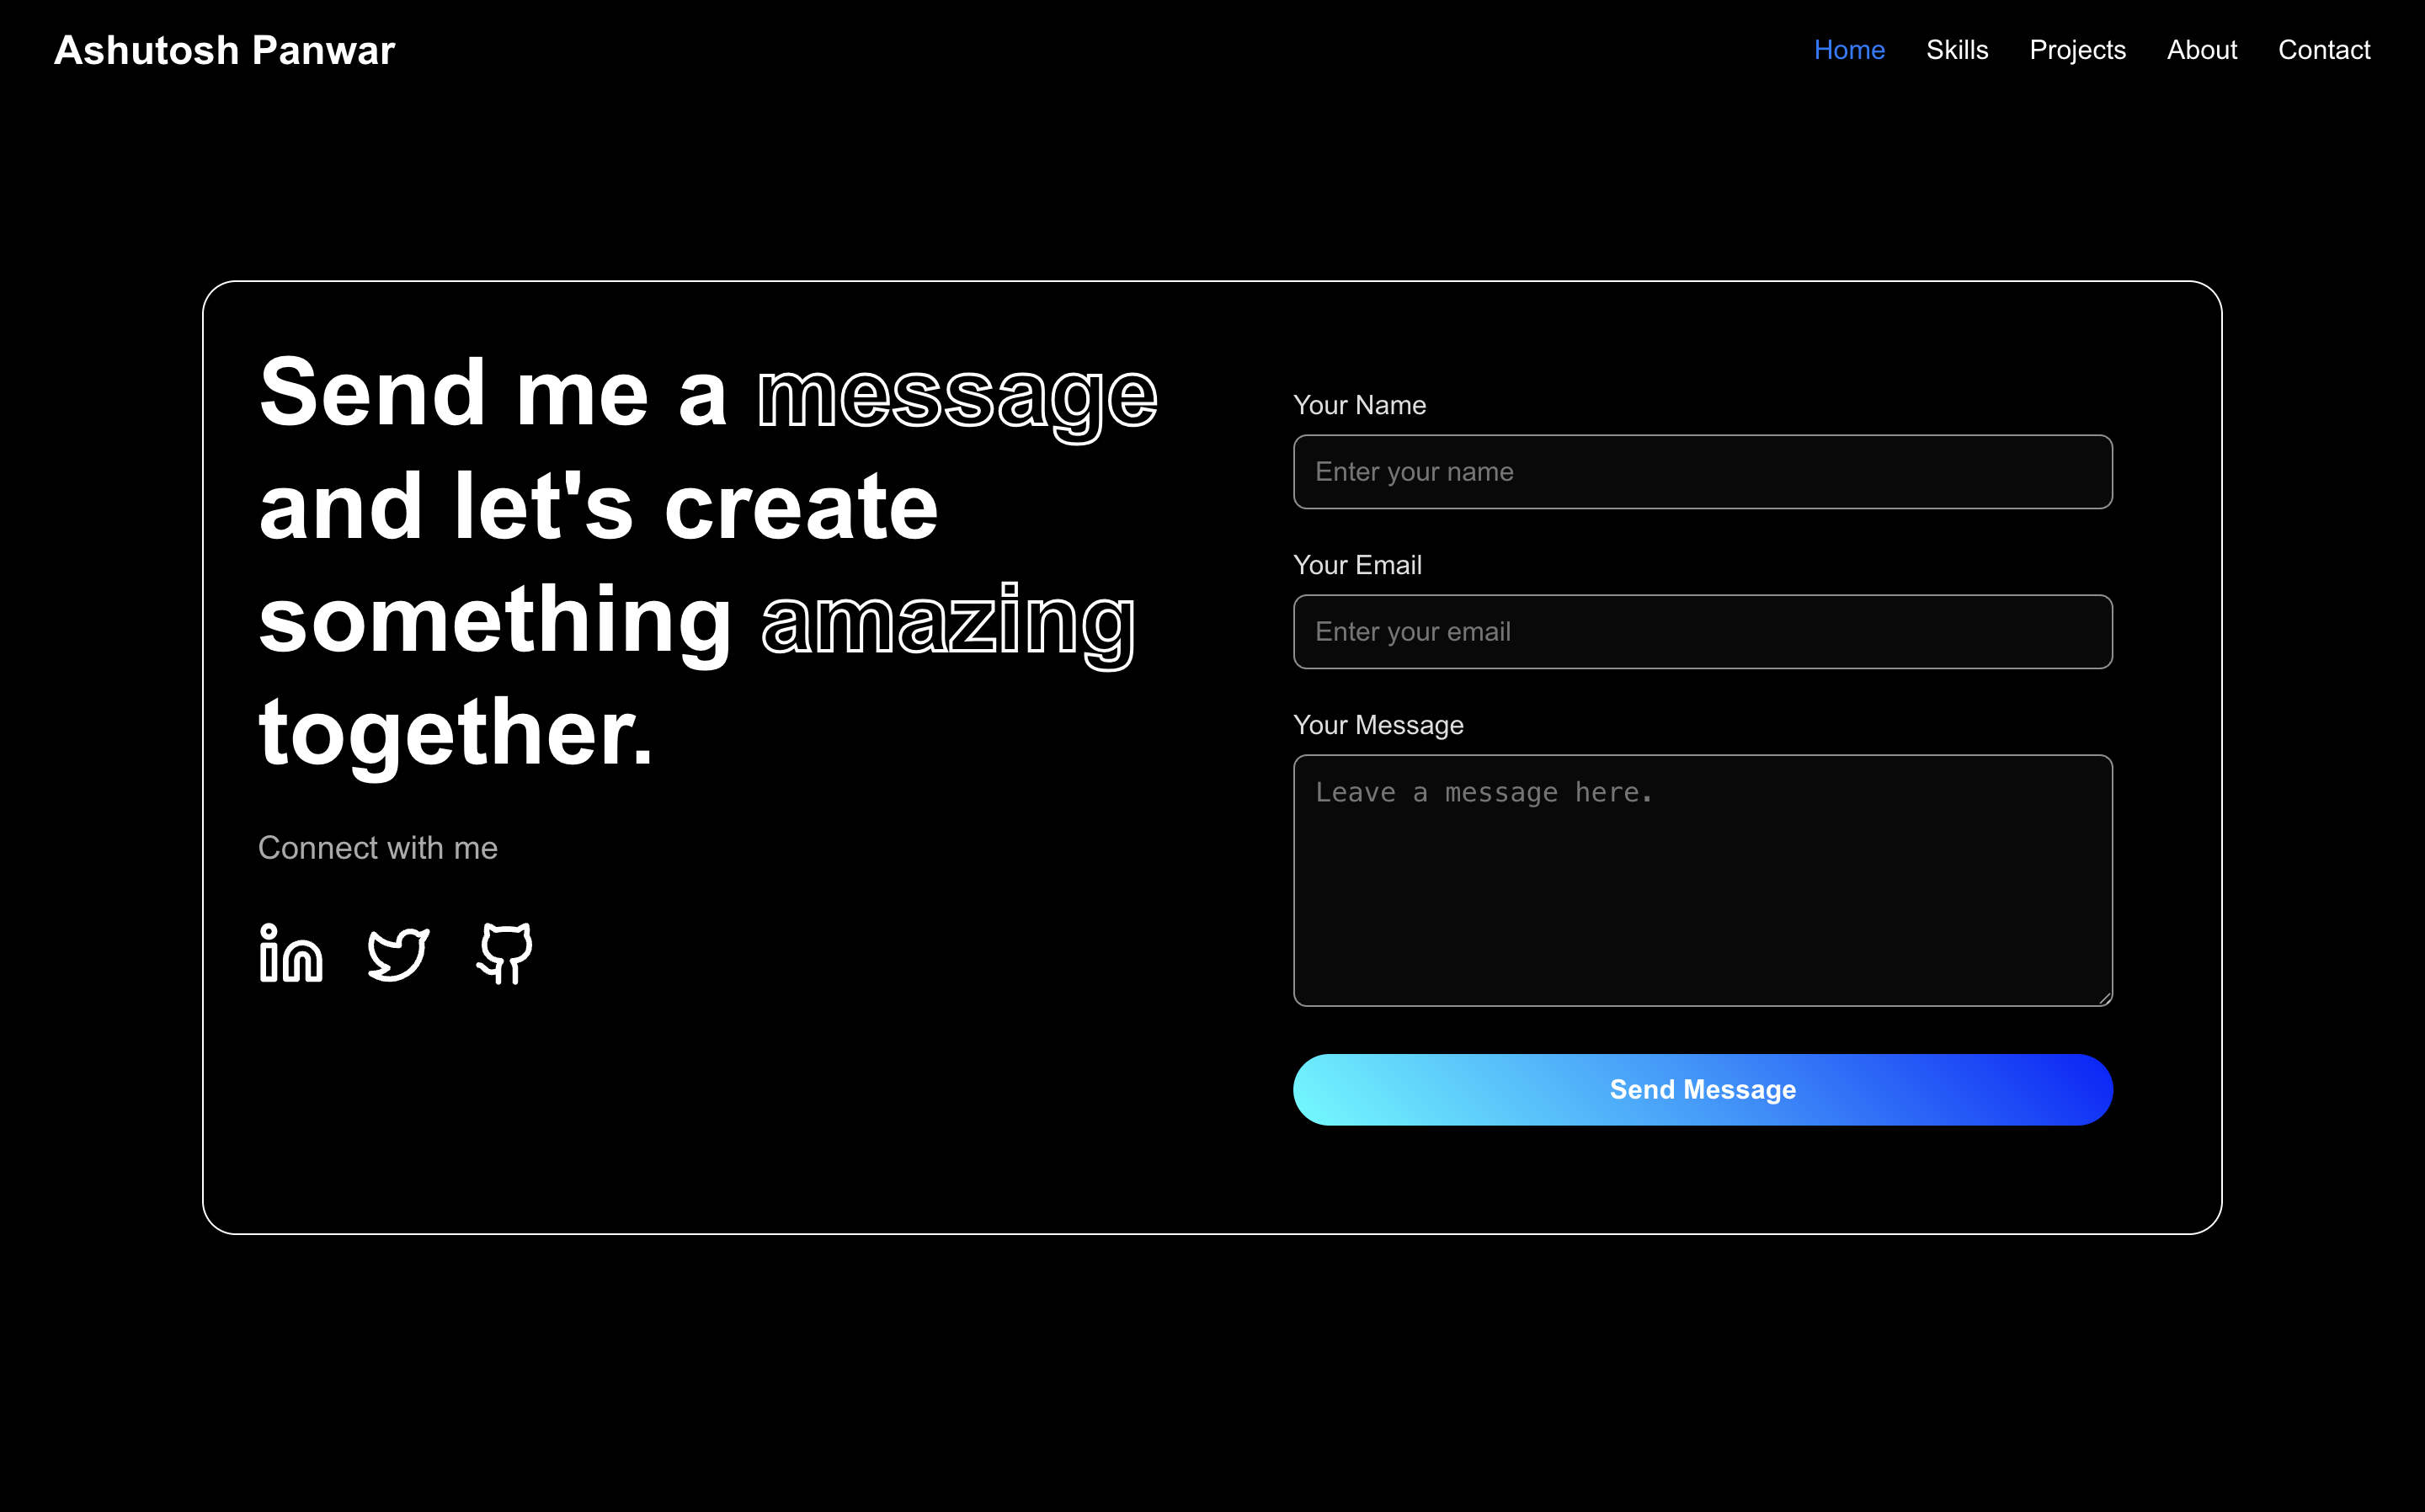 Ashutosh Panwar
Home Skills Projects About Contact
Send me a message
and let's create
something amazing
together.
Connect with me
Your Name
Enter your name
Your Email
Enter your email
Your Message
Leave a message here.
Send Message